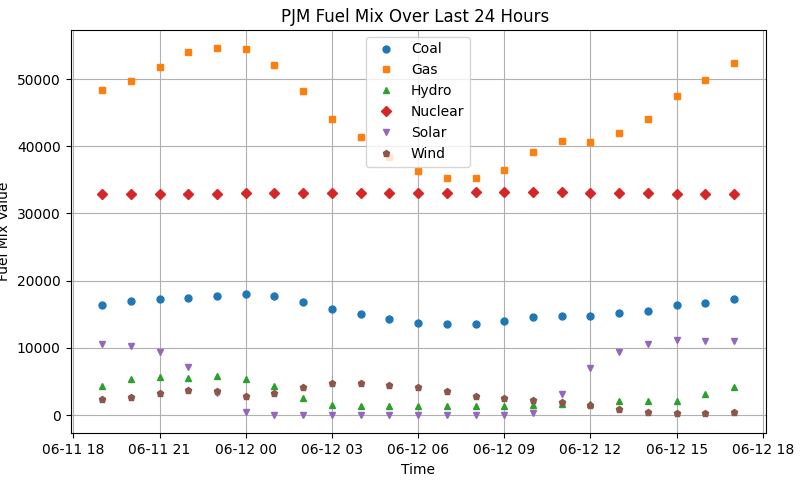 PJM Fuel Mix Over Last 24 Hours
Fuel Mix Value
50000
40000
30000
20000
10000
0
Coal
Gas
Hydro
Nuclear
Solar
Wind
06-11 18 06-11 21 06-12 00 06-12 03 06-12 06 06-12 09 06-12 12 06-12 15 06-12 18
Time